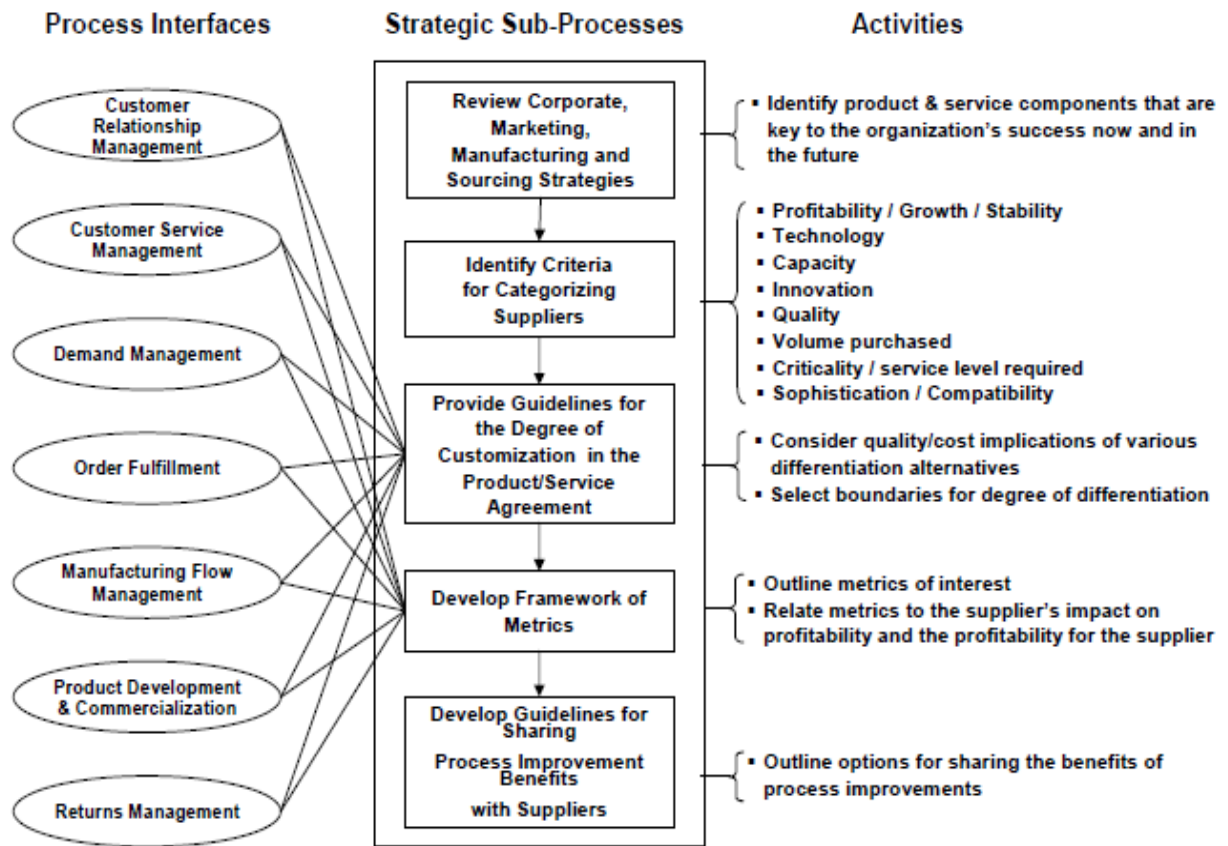 Process Interfaces
Strategic Sub-Processes
Activities
Customer
Relationship
Management
Customer Service
Management
Demand Management
Order Fulfillment
Manufacturing Flow
Management
Product Development
& Commercialization
Returns Management
Review Corporate,
Marketing,
Manufacturing and
Sourcing Strategies
Identify Criteria
for Categorizing
Suppliers
Provide Guidelines for
the Degree of
Customization in the
Product/Service
Agreement
Develop Framework of
Metrics
Develop Guidelines for
Sharing
Process Improvement
Benefits
with Suppliers
▪ Identify product & service components that are
key to the organization's success now and in
the future
▪ Profitability / Growth / Stability
▪ Technology
▪ Capacity
▪ Innovation
▪ Quality
▪ Volume purchased
▪ Criticality / service level required
▪ Sophistication / Compatibility
▪ Consider quality/cost implications of various
differentiation alternatives
▪ Select boundaries for degree of differentiation
▪ Outline metrics of interest
▪ Relate metrics to the supplier's impact on
profitability and the profitability for the supplier
▪ Outline options for sharing the benefits of
process improvements